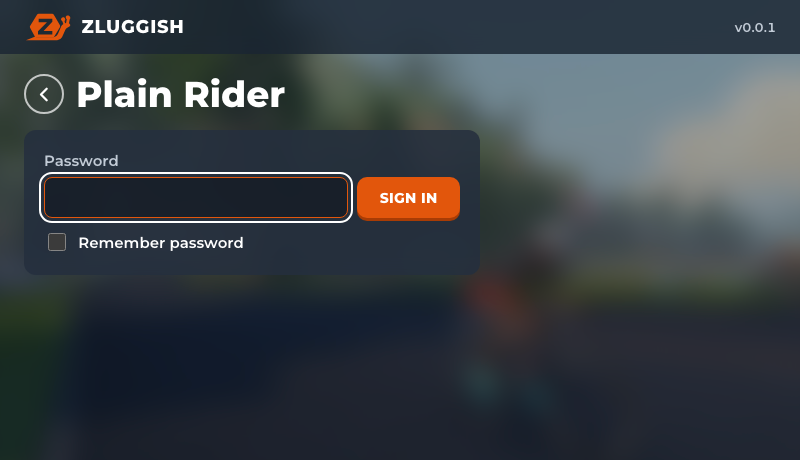 ZLUGGISH
v0.0.1
Plain Rider
Password
SIGN IN
Remember password